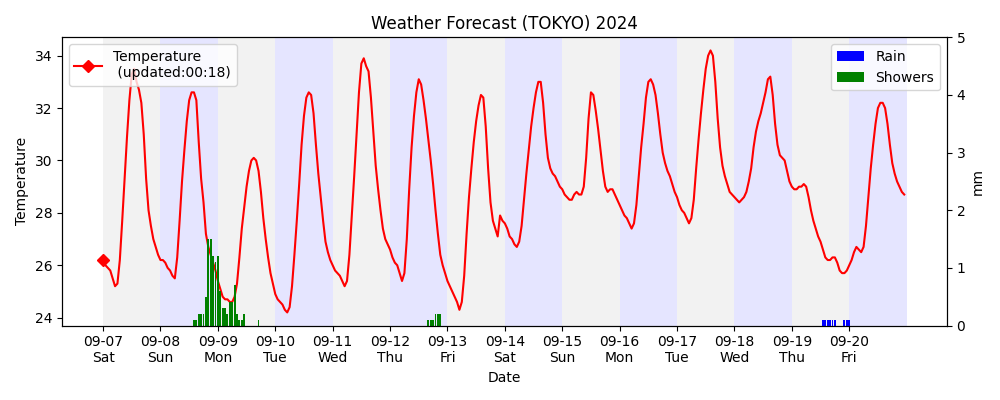 Weather Forecast (TOKYO) 2024
Temperature
(updated:00:18)
Rain
Showers
34
32
30
28
26
24
Temperature
5
4
3
2
1
0
mm
09-07 09-08 09-09 09-10 09-11 09-12 09-13 09-14 09-15 09-16 09-17 09-18 09-19 09-20
Sat Sun Mon Tue Wed Thu Fri Sat Sun Mon Tue Wed Thu Fri
Date